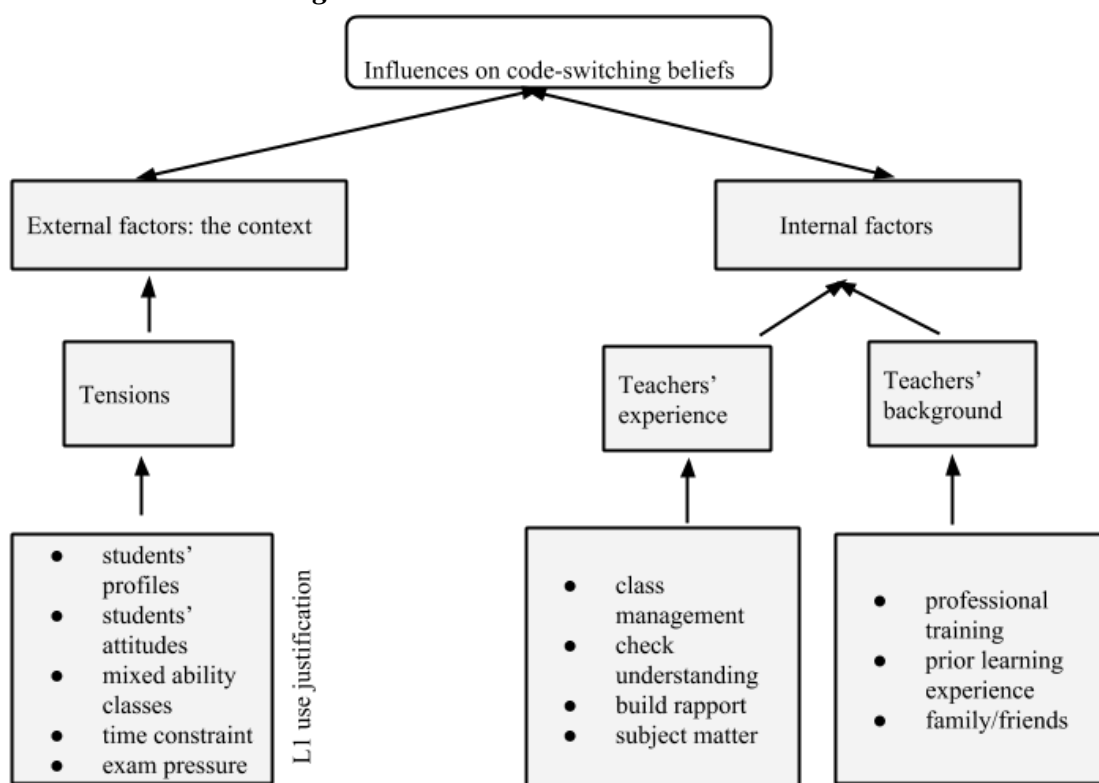 Influences on code-switching beliefs
External factors: the context
Internal factors
Tensions
Teachers’
experience
Teachers’
background
● students’
profiles
● students’
attitudes
● mixed ability
classes
● time constraint
● exam pressure
L1 use justification
● class
management
● check
understanding
● build rapport
● subject matter
● professional
training
● prior learning
experience
● family/friends